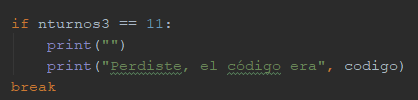 if nturnos3 == 11:
    print("")
    print("Perdiste, el código era", codigo)
break